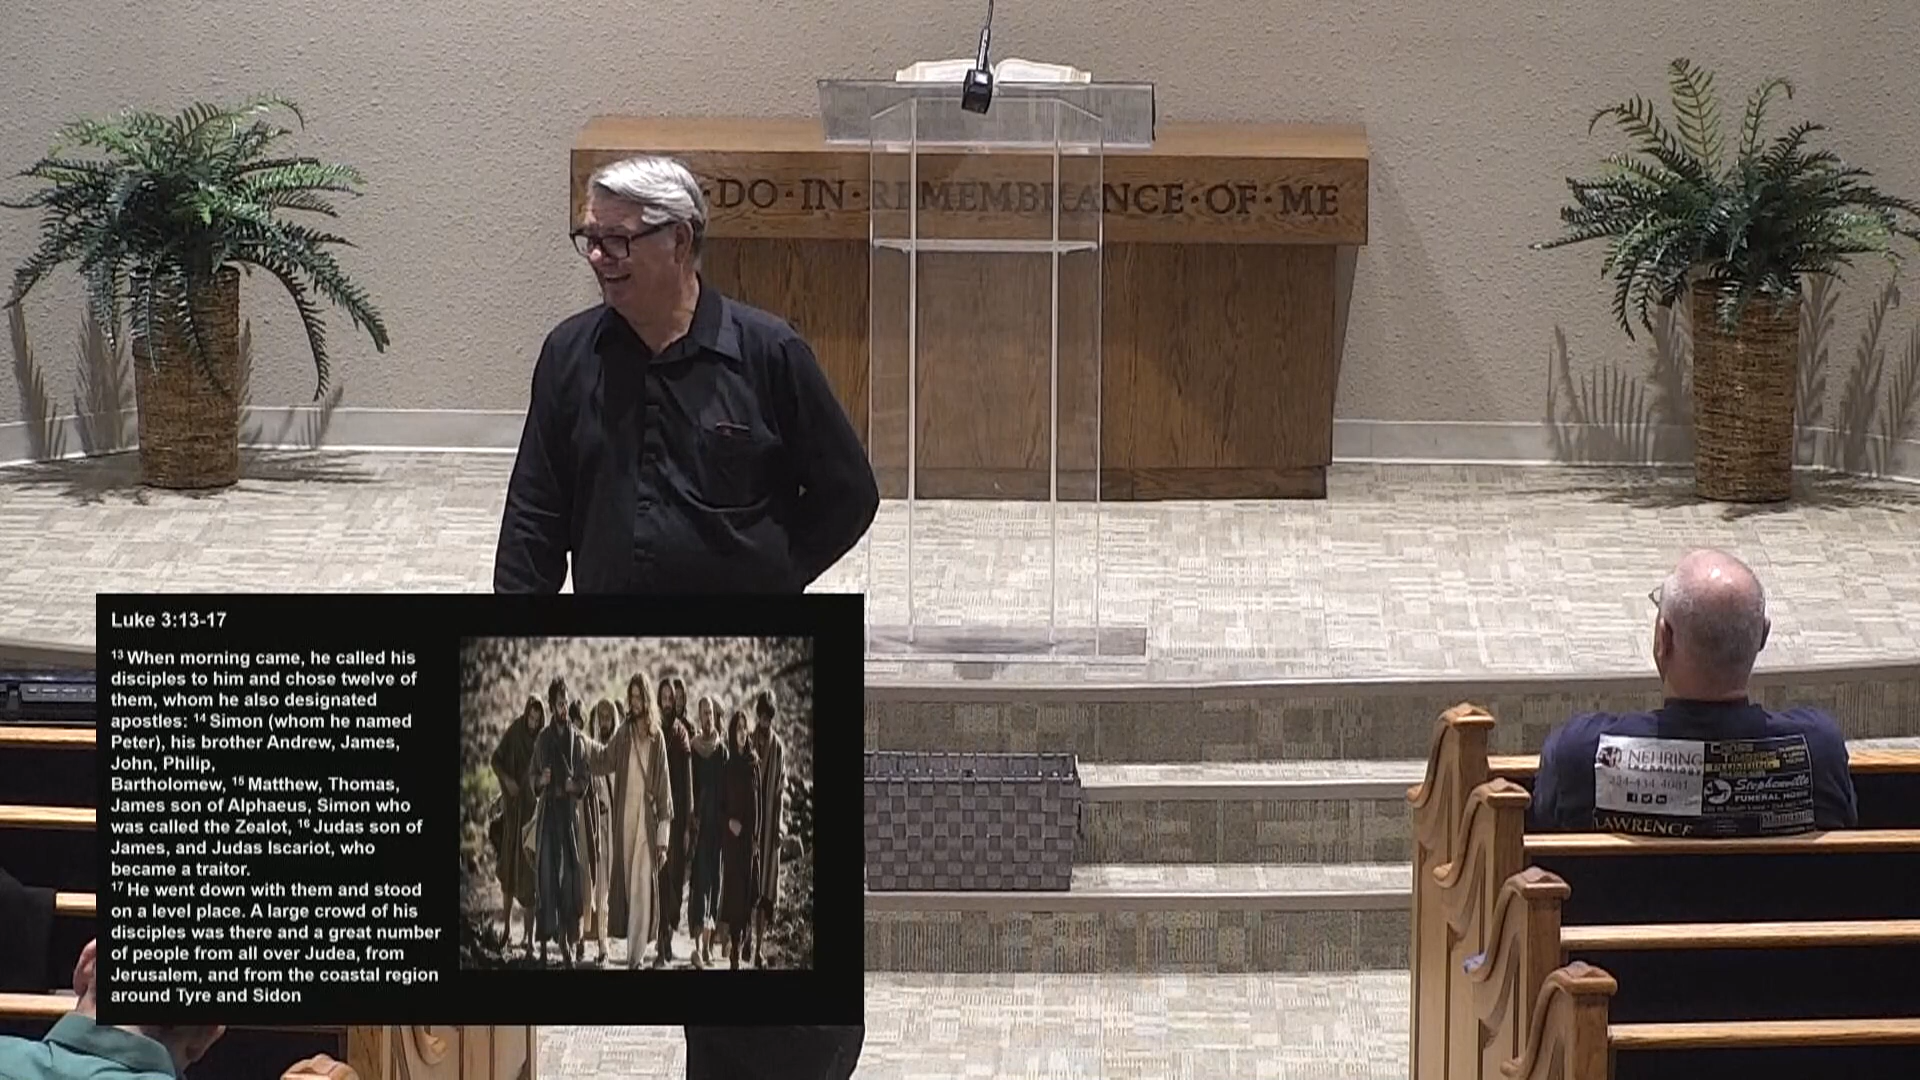 ·DO·IN·REMEMBRANCE·OF·ME
Luke 3:13-17
13 When morning came, he called his
disciples to him and chose twelve of
them, whom he also designated
apostles: 14 Simon (whom he named
Peter), his brother Andrew, James,
John, Philip,
Bartholomew, 15 Matthew, Thomas,
James son of Alphaeus, Simon who
was called the Zealot, 16 Judas son of
James, and Judas Iscariot, who
became a traitor.
17 He went down with them and stood
on a level place. A large crowd of his
disciples was there and a great number
of people from all over Judea, from
Jerusalem, and from the coastal region
around Tyre and Sidon
NEHRING
Stephenville
FUNERAL HOME
LAWRENCE